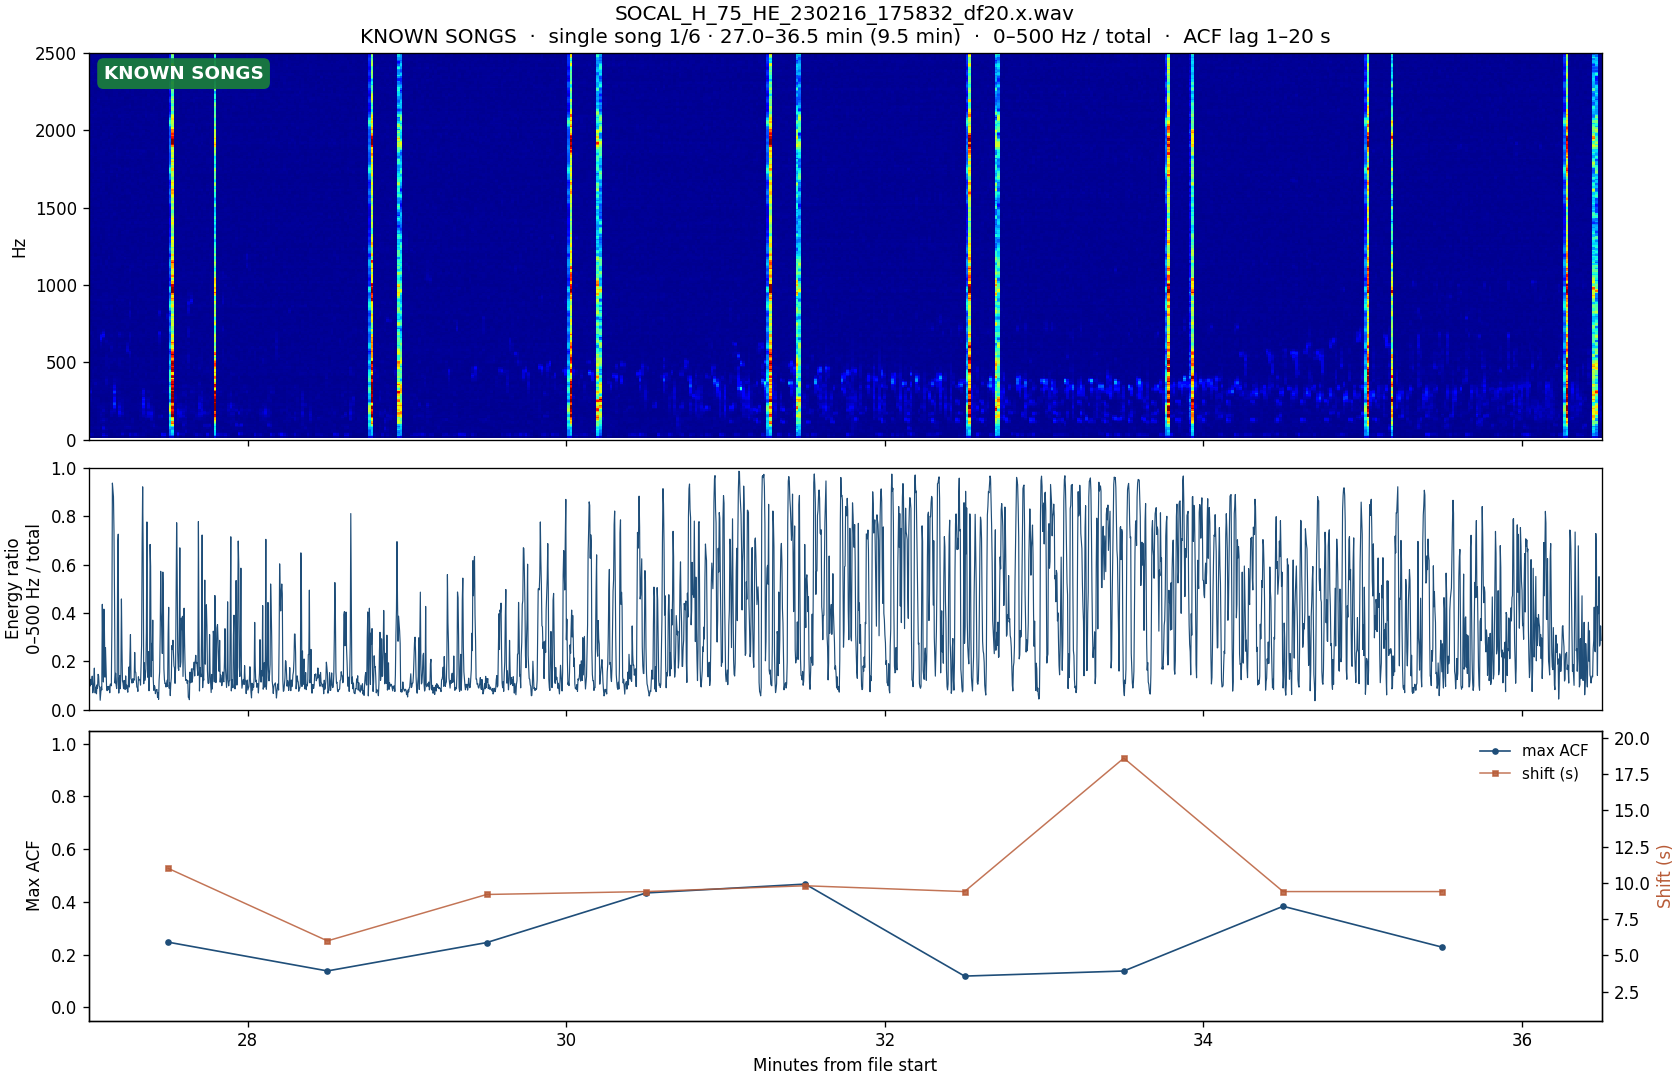 SOCAL_H_75_HE_230216_175832_df20.x.wav
KNOWN SONGS · single song 1/6 · 27.0–36.5 min (9.5 min) · 0–500 Hz / total · ACF lag 1–20 s
KNOWN SONGS
2500
2000
1500
1000
500
0
Hz
1.0
0.8
0.6
0.4
0.2
0.0
Energy ratio
0–500 Hz / total
1.0
0.8
0.6
0.4
0.2
0.0
Max ACF
max ACF
shift (s)
20.0
17.5
15.0
12.5
10.0
7.5
5.0
2.5
Shift (s)
28
30
32
34
36
Minutes from file start